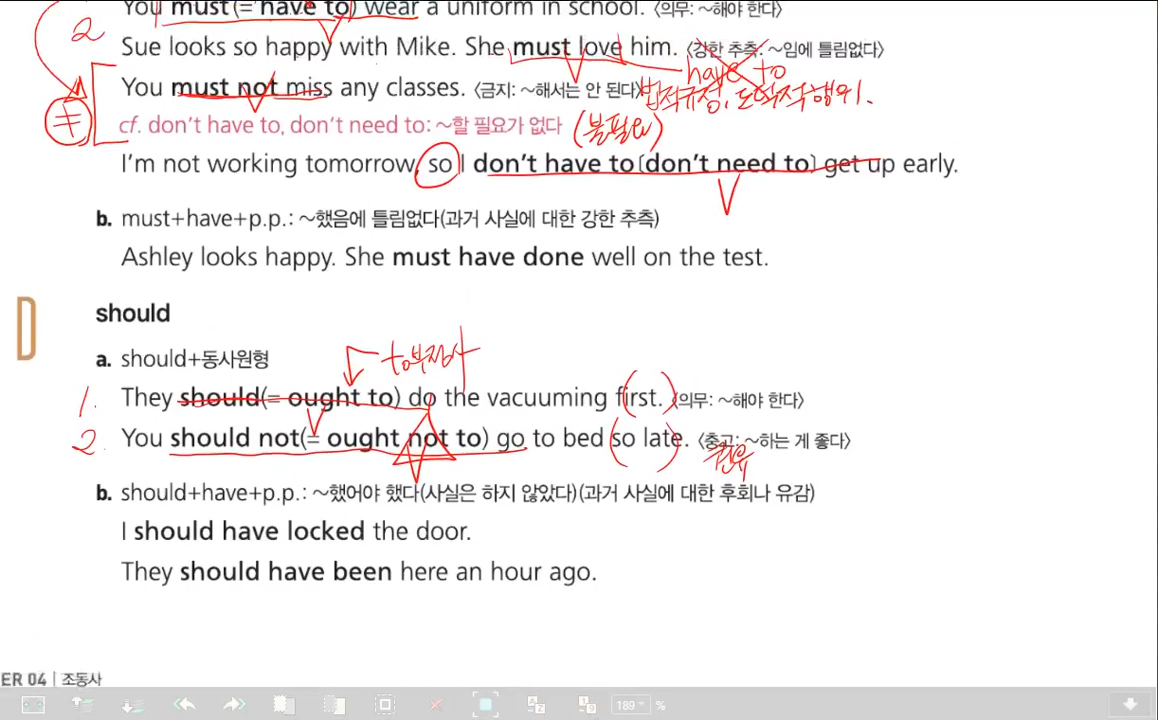 You must (= have to) wear a uniform in school. 〈의무: ~해야 한다〉
2
Sue looks so happy with Mike. She must love him. 〈강한 추측: ~임에 틀림없다〉
have to
You must not miss any classes. 〈금지: ~해서는 안 된다〉 법적규정, 도덕적행위.
cf. don't have to, don't need to: ~할 필요가 없다 (불필요)
I'm not working tomorrow, so I don't have to(don't need to) get up early.
b. must+have+p.p.: ~했음에 틀림없다(과거 사실에 대한 강한 추측)
Ashley looks happy. She must have done well on the test.
D
should
a. should+동사원형
to부정사
1. They should(= ought to) do the vacuuming first. 〈의무: ~해야 한다〉
2. You should not(= ought not to) go to bed so late. 〈충고: ~하는 게 좋다〉
권유
b. should+have+p.p.: ~했어야 했다(사실은 하지 않았다)(과거 사실에 대한 후회나 유감)
I should have locked the door.
They should have been here an hour ago.
ER 04 | 조동사
189 %